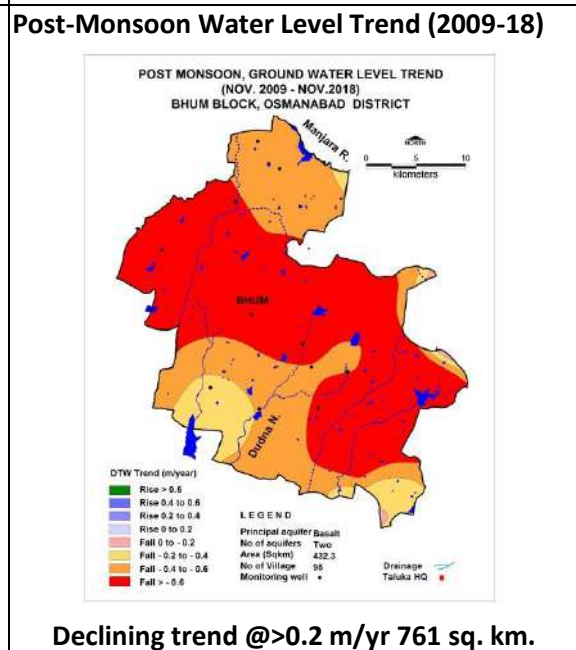 Post-Monsoon Water Level Trend (2009-18)
POST MONSOON, GROUND WATER LEVEL TREND
(NOV. 2009 - NOV.2018)
BHUM BLOCK, OSMANABAD DISTRICT
Manjara R.
NORTH
0 5 10
kilometers
BHUM
Dudna N.
DTW Trend (m/year)
Rise > 0.6
Rise 0.4 to 0.6
Rise 0.2 to 0.4
Rise 0 to 0.2
Fall 0 to - 0.2
Fall - 0.2 to - 0.4
Fall - 0.4 to - 0.6
Fall > - 0.6
LEGEND
Principal aquifer Basalt
No of aquifers Two
Area (Sqkm) 432.3
No of Village 98
Monitoring well
Drainage
Taluka HQ
Declining trend @>0.2 m/yr 761 sq. km.